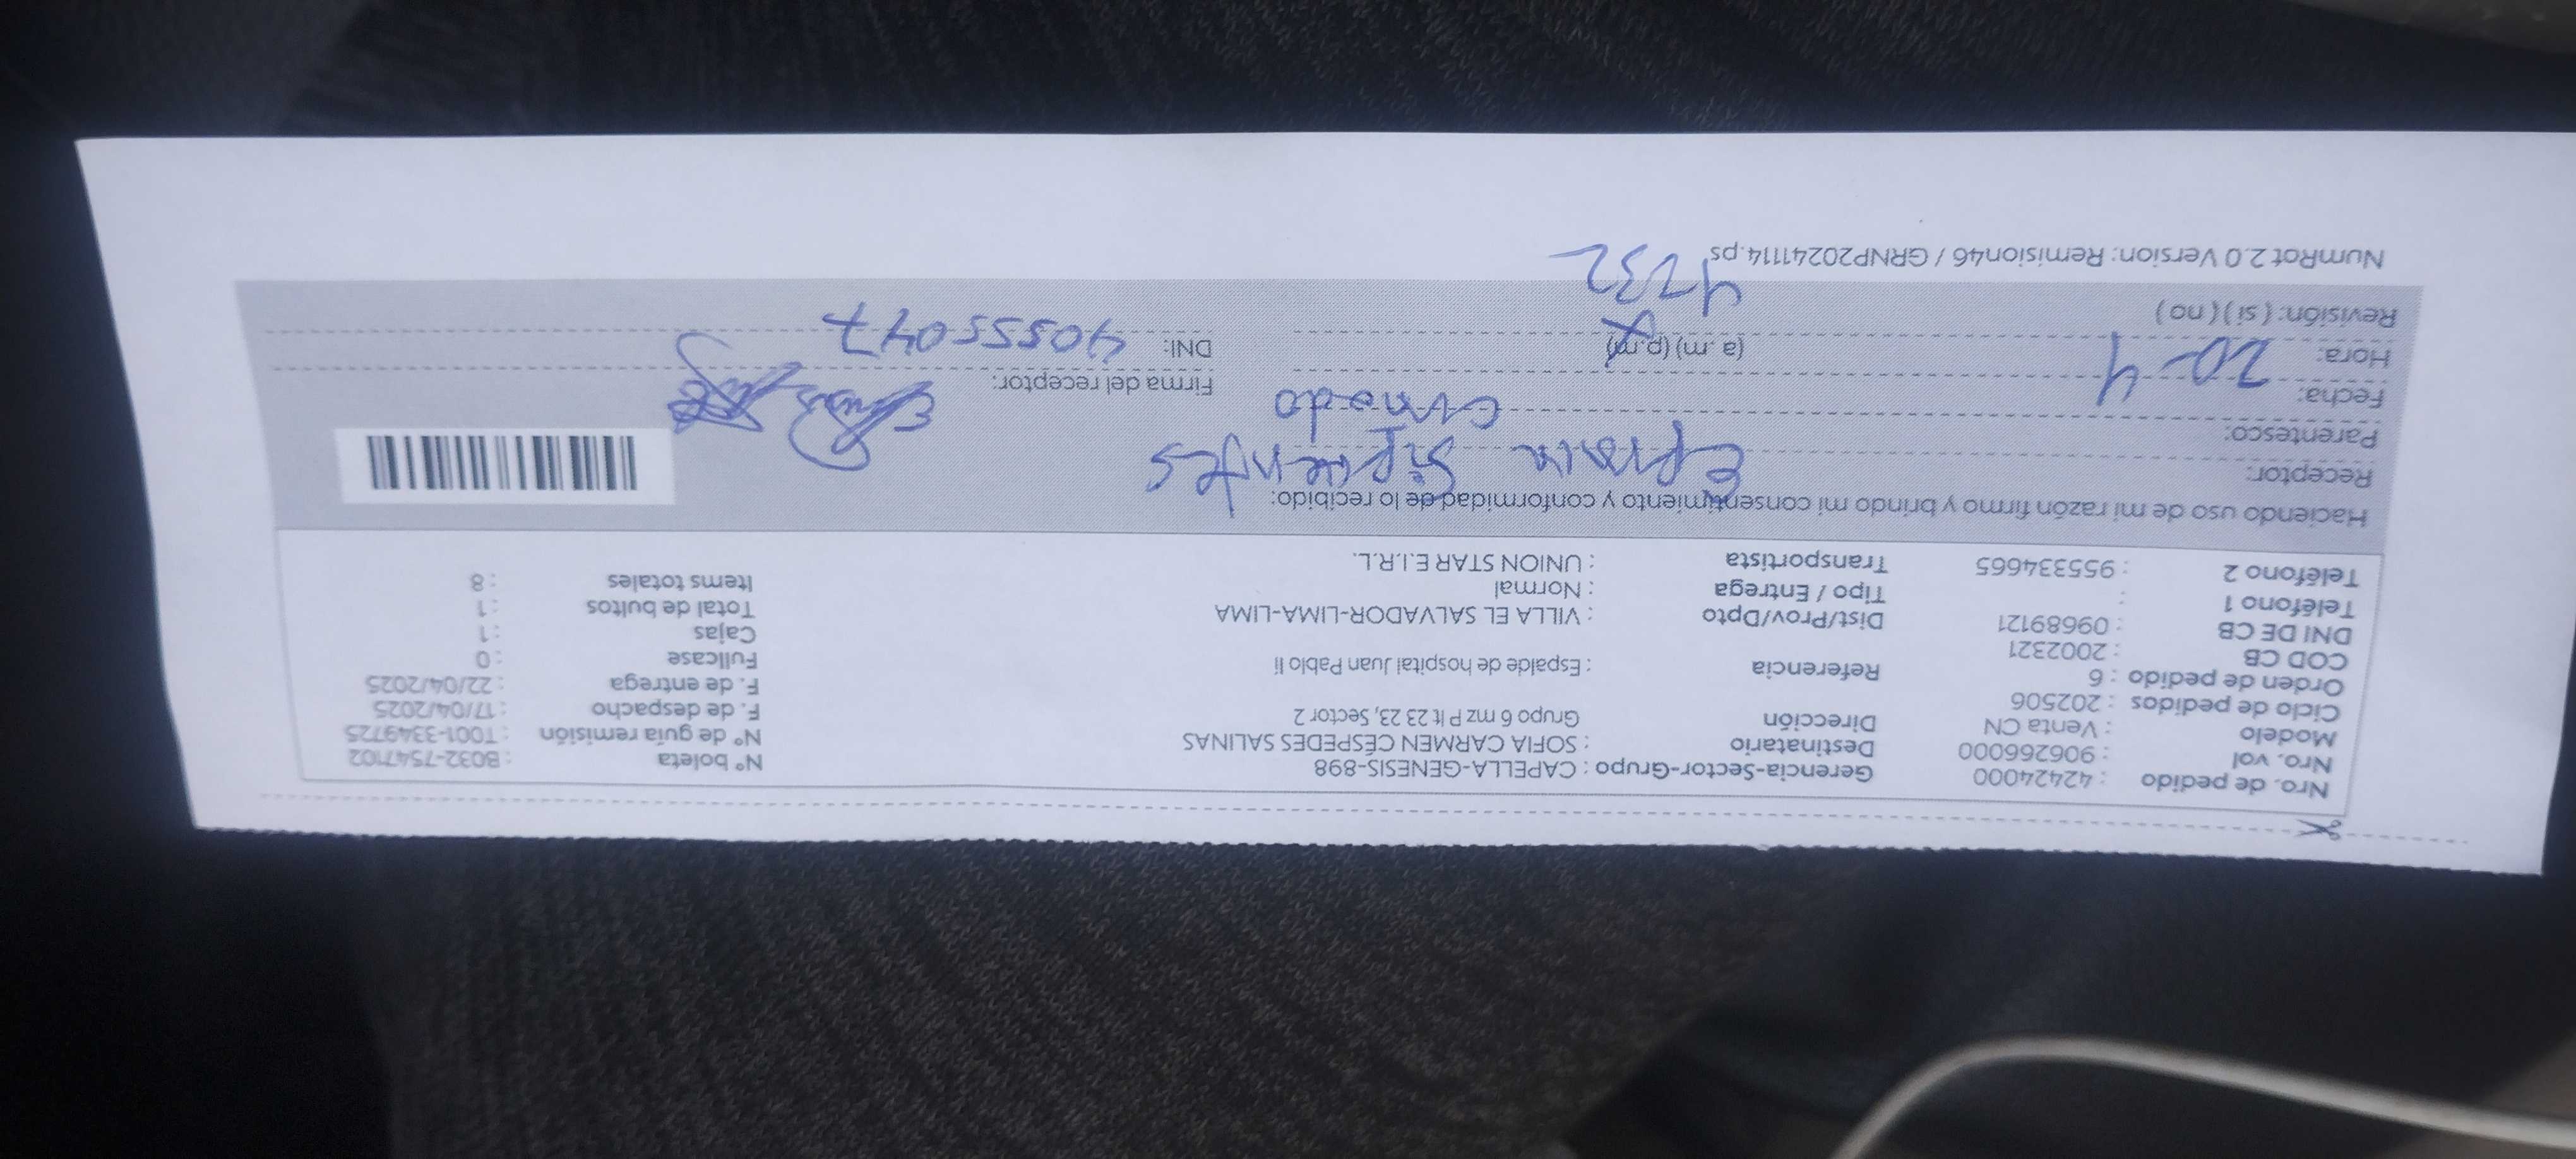 Nro. de pedido : 42424000
Nro. vol : 906266000
Modelo : Venta CN
Ciclo de pedidos : 202506
Orden de pedido : 6
COD CB : 2002321
DNI DE CB : 09689121
Teléfono 1 :
Teléfono 2 : 955334665
Gerencia-Sector-Grupo : CAPELLA-GENESIS-898
Destinatario : SOFIA CARMEN CÉSPEDES SALINAS
Dirección Grupo 6 mz P lt 23 23, Sector 2
Referencia : Espalde de hospital Juan Pablo Ii
Dist/Prov/Dpto : VILLA EL SALVADOR-LIMA-LIMA
Tipo / Entrega : Normal
Transportista : UNION STAR E.I.R.L.
N° boleta : B032-7547102
N° de guía remisión : T001-3349725
F. de despacho : 17/04/2025
F. de entrega : 22/04/2025
Fullcase : 0
Cajas : 1
Total de bultos : 1
Items totales : 8
Haciendo uso de mi razón firmo y brindo mi consentimiento y conformidad de lo recibido:
Receptor:
Parentesco: cuñado
Fecha: 20-4
Hora: (a.m) (p.m)
Revisión: ( si ) ( no ) 4732
Firma del receptor:
DNI: 40555047
NumRot 2.0 Version: Remision46 / GRNP20241114.ps